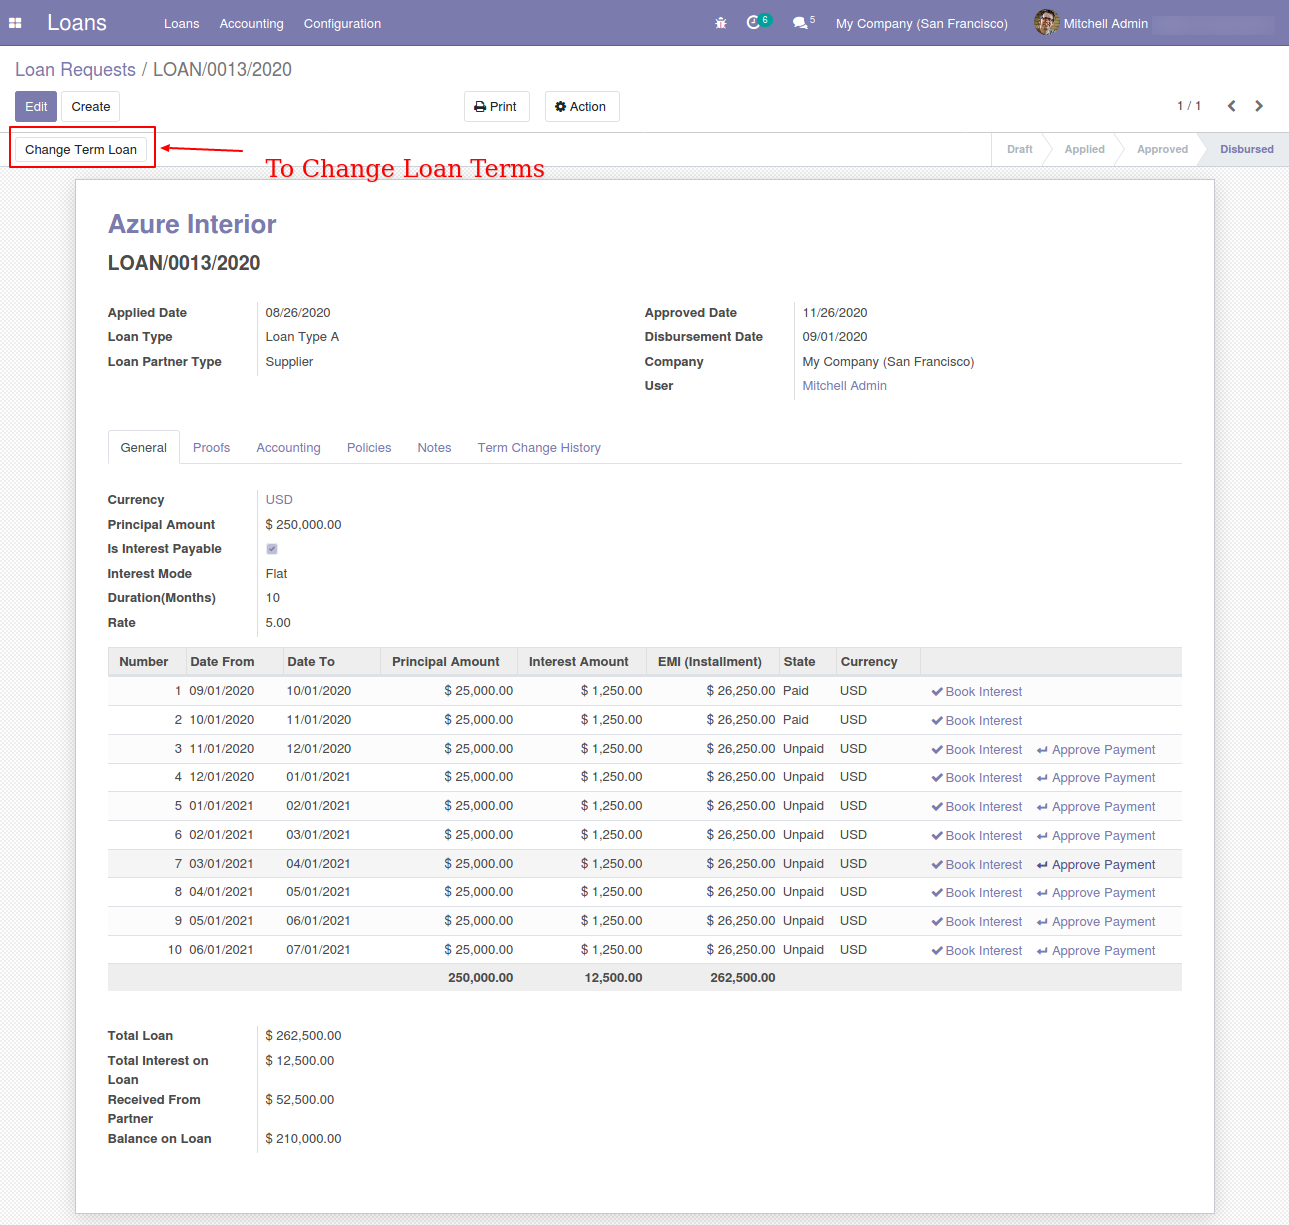 Loans Loans Accounting Configuration 6 5 My Company (San Francisco) Mitchell Admin
Loan Requests / LOAN/0013/2020
Edit Create Print Action 1 / 1
Change Term Loan To Change Loan Terms Draft Applied Approved Disbursed
Azure Interior
LOAN/0013/2020
Applied Date 08/26/2020 Approved Date 11/26/2020
Loan Type Loan Type A Disbursement Date 09/01/2020
Loan Partner Type Supplier Company My Company (San Francisco)
User Mitchell Admin
General Proofs Accounting Policies Notes Term Change History
Currency USD
Principal Amount $ 250,000.00
Is Interest Payable
Interest Mode Flat
Duration(Months) 10
Rate 5.00
Number Date From Date To Principal Amount Interest Amount EMI (Installment) State Currency
1 09/01/2020 10/01/2020 $ 25,000.00 $ 1,250.00 $ 26,250.00 Paid USD Book Interest
2 10/01/2020 11/01/2020 $ 25,000.00 $ 1,250.00 $ 26,250.00 Paid USD Book Interest
3 11/01/2020 12/01/2020 $ 25,000.00 $ 1,250.00 $ 26,250.00 Unpaid USD Book Interest Approve Payment
4 12/01/2020 01/01/2021 $ 25,000.00 $ 1,250.00 $ 26,250.00 Unpaid USD Book Interest Approve Payment
5 01/01/2021 02/01/2021 $ 25,000.00 $ 1,250.00 $ 26,250.00 Unpaid USD Book Interest Approve Payment
6 02/01/2021 03/01/2021 $ 25,000.00 $ 1,250.00 $ 26,250.00 Unpaid USD Book Interest Approve Payment
7 03/01/2021 04/01/2021 $ 25,000.00 $ 1,250.00 $ 26,250.00 Unpaid USD Book Interest Approve Payment
8 04/01/2021 05/01/2021 $ 25,000.00 $ 1,250.00 $ 26,250.00 Unpaid USD Book Interest Approve Payment
9 05/01/2021 06/01/2021 $ 25,000.00 $ 1,250.00 $ 26,250.00 Unpaid USD Book Interest Approve Payment
10 06/01/2021 07/01/2021 $ 25,000.00 $ 1,250.00 $ 26,250.00 Unpaid USD Book Interest Approve Payment
250,000.00 12,500.00 262,500.00
Total Loan $ 262,500.00
Total Interest on $ 12,500.00
Loan
Received From $ 52,500.00
Partner
Balance on Loan $ 210,000.00